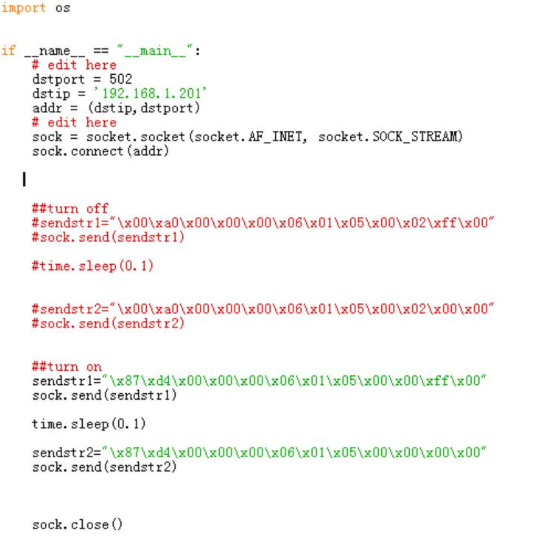 import os
if __name__ == "__main__":
# edit here
dstport = 502
dstip = '192.168.1.201'
addr = (dstip,dstport)
# edit here
sock = socket.socket(socket.AF_INET, socket.SOCK_STREAM)
sock.connect(addr)
##turn off
#sendstr1="\x00\xa0\x00\x00\x00\x06\x01\x05\x00\x02\xff\x00"
#sock.send(sendstr1)
#time.sleep(0.1)
#sendstr2="\x00\xa0\x00\x00\x00\x06\x01\x05\x00\x02\x00\x00"
#sock.send(sendstr2)
##turn on
sendstr1="\x87\xd4\x00\x00\x00\x06\x01\x05\x00\x00\xff\x00"
sock.send(sendstr1)
time.sleep(0.1)
sendstr2="\x87\xd4\x00\x00\x00\x06\x01\x05\x00\x00\x00\x00"
sock.send(sendstr2)
sock.close()